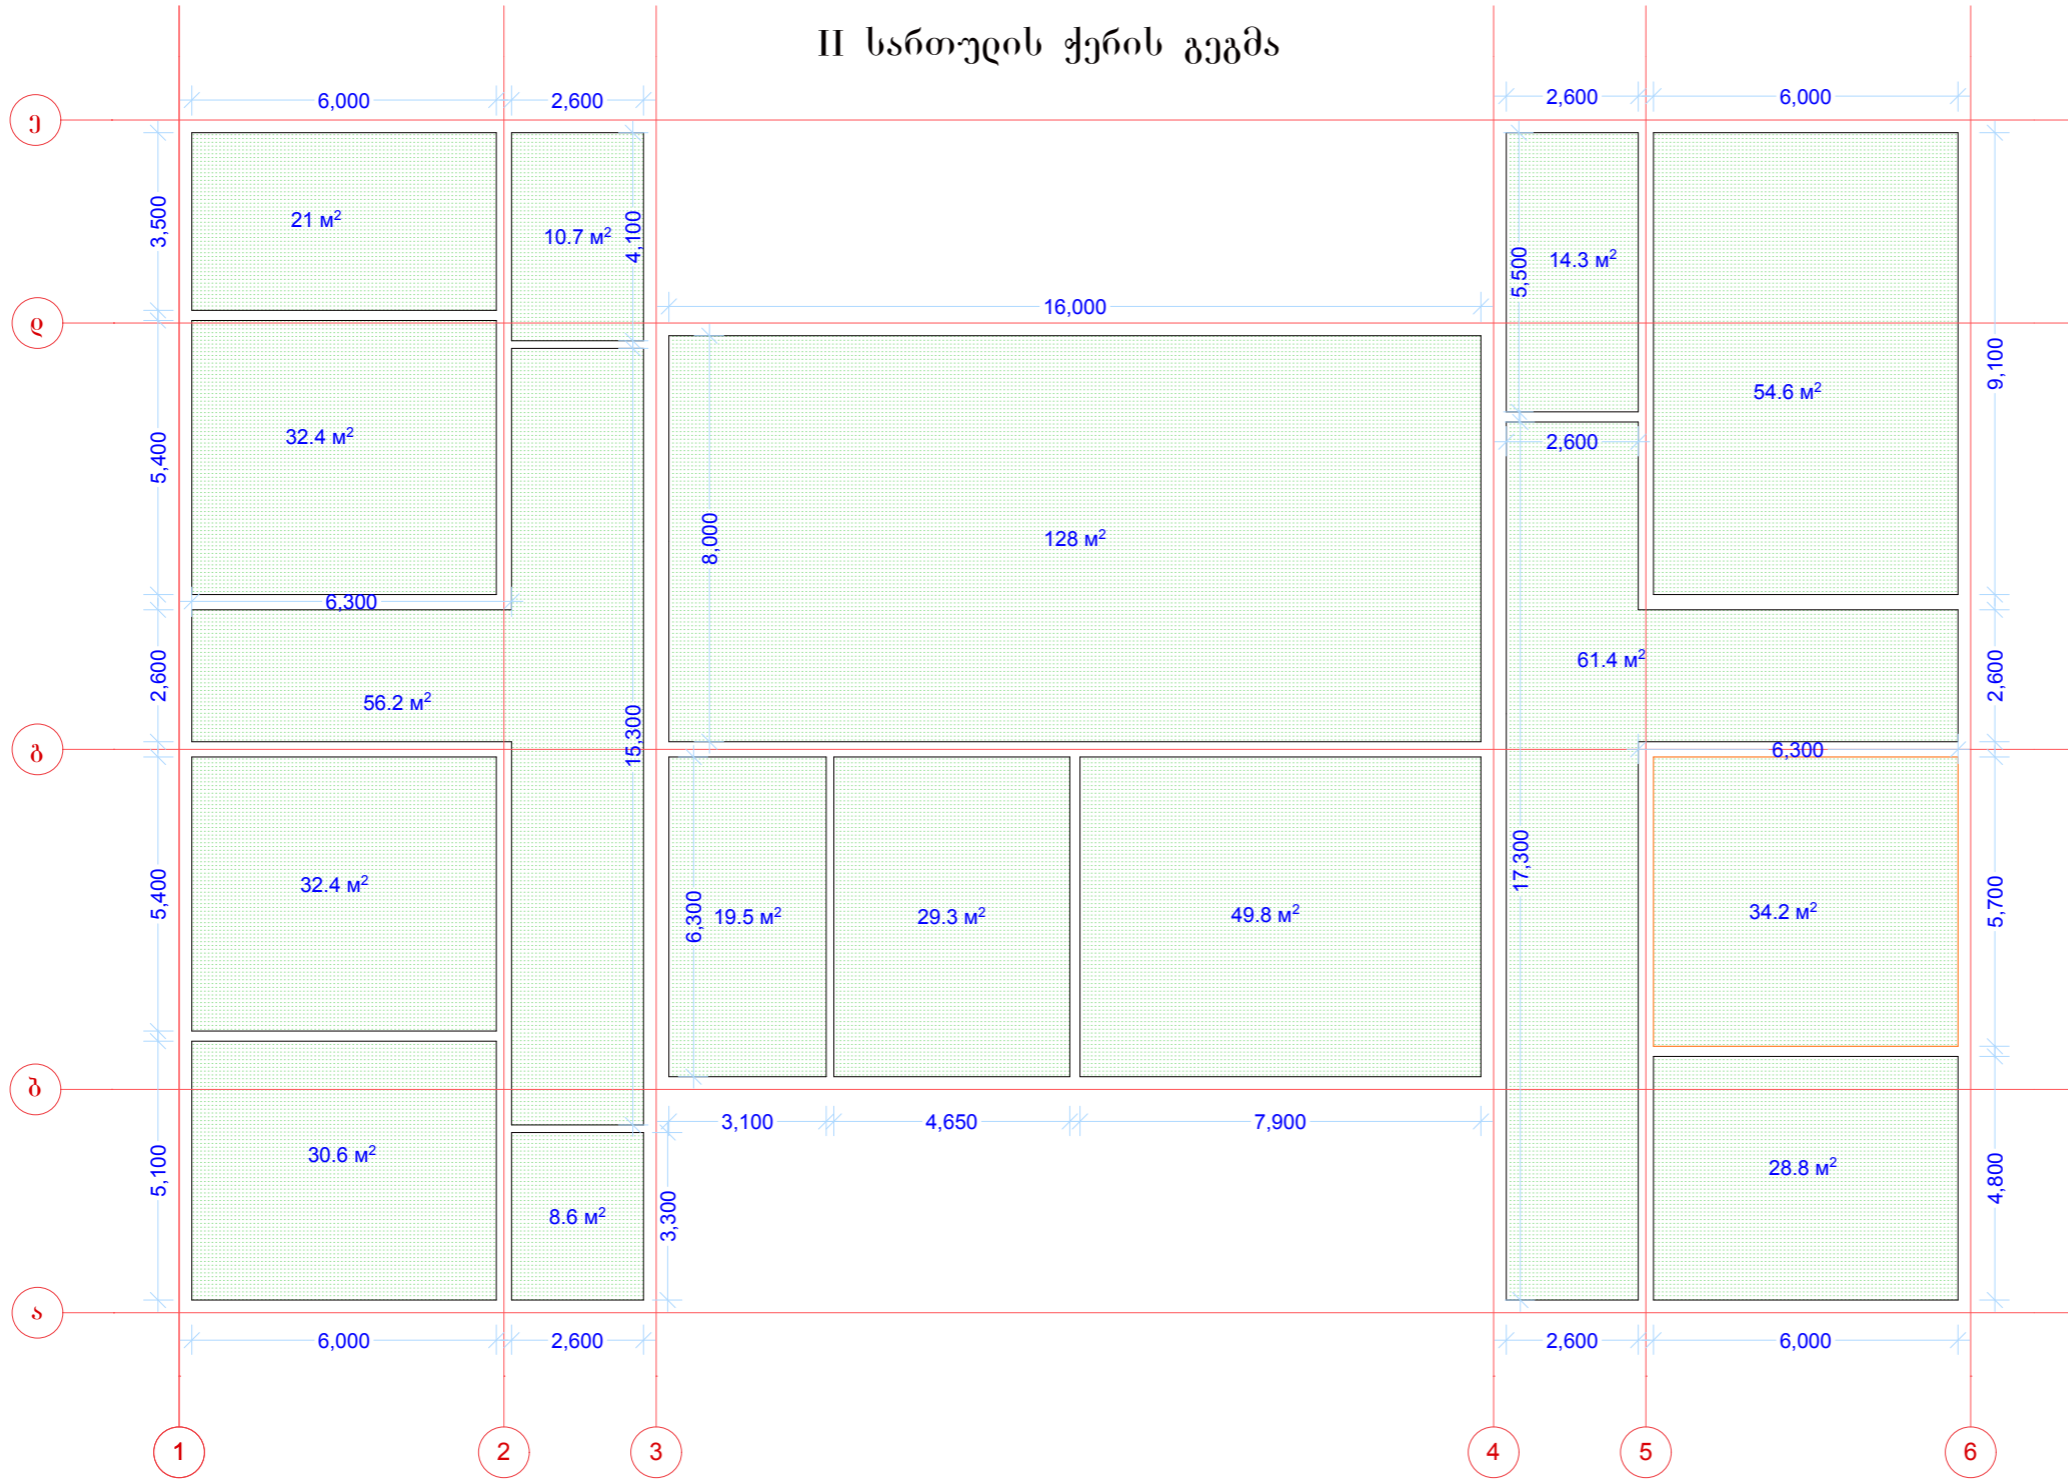 II სართულის ჭერის გეგმა
6,000 2,600 2,600 6,000
ე
3,500 21 м² 10.7 м² 4,100 5,500 14.3 м² 9,100
16,000
დ
5,400 32.4 м² 8,000 128 м² 2,600 54.6 м²
6,300
2,600 56.2 м² 15,300 61.4 м² 2,600
გ
6,300
5,400 32.4 м² 6,300 19.5 м² 29.3 м² 49.8 м² 17,300 34.2 м² 5,700
ბ
3,100 4,650 7,900
5,100 30.6 м² 8.6 м² 3,300 28.8 м² 4,800
ა
6,000 2,600 2,600 6,000
1 2 3 4 5 6